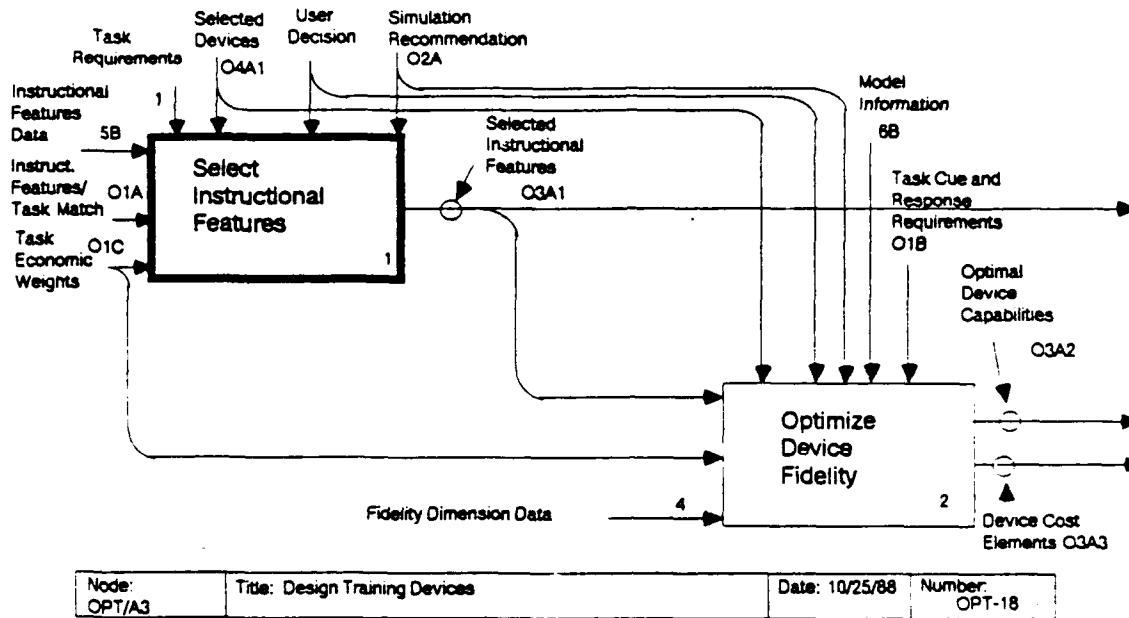 Task
Requirements
1
Selected
Devices
O4A1
User
Decision
Simulation
Recommendation
O2A
Instructional
Features
Data
5B
Instruct.
Features/
Task Match
O1A
Task
Economic
Weights
O1C
Select
Instructional
Features
1
Selected
Instructional
Features
O3A1
Model
Information
6B
Task Cue and
Response
Requirements
O1B
Optimal
Device
Capabilities
O3A2
Optimize
Device
Fidelity
2
Fidelity Dimension Data
4
Device Cost
Elements O3A3
Node:
OPT/A3
Title: Design Training Devices
Date: 10/25/88
Number:
OPT-18